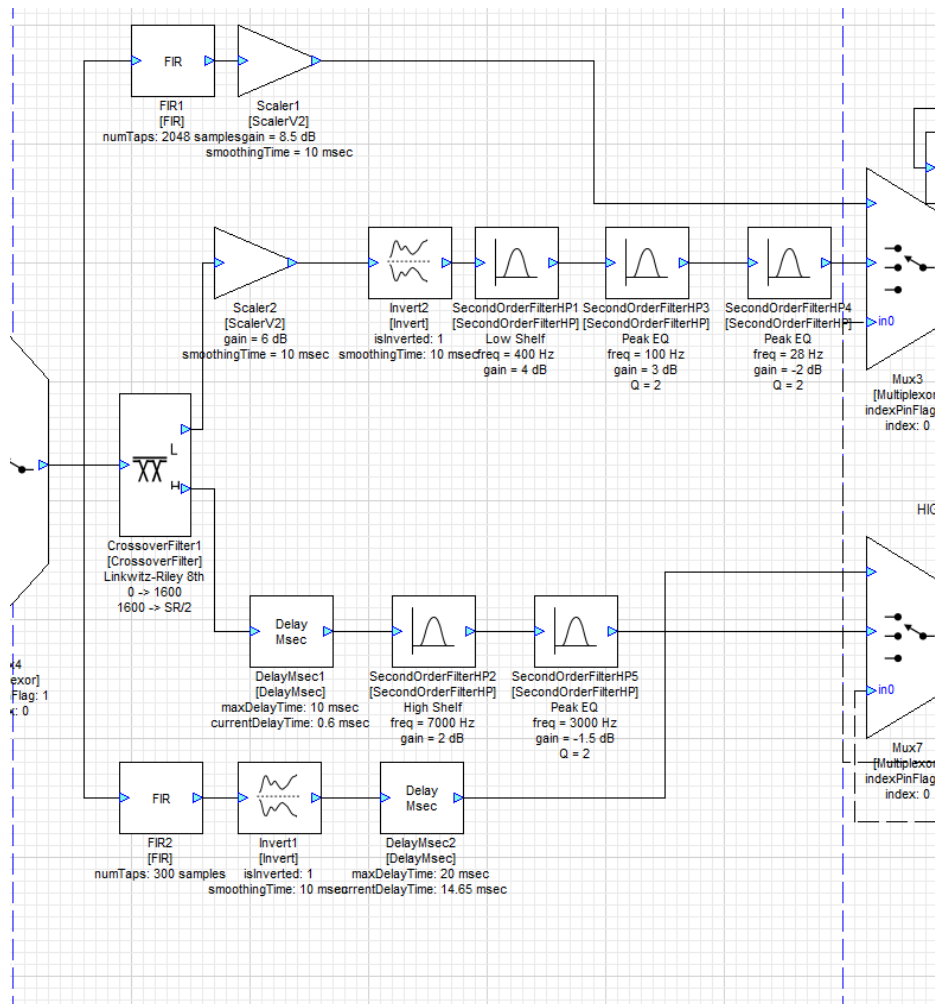 FIR
FIR1
[FIR]
numTaps: 2048 samples
Scaler1
[ScalerV2]
gain = 8.5 dB
smoothingTime = 10 msec
Scaler2
[ScalerV2]
gain = 6 dB
smoothingTime = 10 msec
Invert2
[Invert]
isInverted: 1
smoothingTime: 10 msec
SecondOrderFilterHP1
[SecondOrderFilterHP]
Low Shelf
freq = 400 Hz
gain = 4 dB
SecondOrderFilterHP3
[SecondOrderFilterHP]
Peak EQ
freq = 100 Hz
gain = 3 dB
Q = 2
SecondOrderFilterHP4
[SecondOrderFilterHP]
Peak EQ
freq = 28 Hz
gain = -2 dB
Q = 2
in0
Mux3
[Multiplexor
indexPinFlag
index: 0
L
H
CrossoverFilter1
[CrossoverFilter]
Linkwitz-Riley 8th
0 -> 1600
1600 -> SR/2
HIG
x4
exor]
Flag: 1
x: 0
Delay
Msec
DelayMsec1
[DelayMsec]
maxDelayTime: 10 msec
currentDelayTime: 0.6 msec
SecondOrderFilterHP2
[SecondOrderFilterHP]
High Shelf
freq = 7000 Hz
gain = 2 dB
SecondOrderFilterHP5
[SecondOrderFilterHP]
Peak EQ
freq = 3000 Hz
gain = -1.5 dB
Q = 2
in0
Mux7
[Multiplexor
indexPinFlag
index: 0
FIR
FIR2
[FIR]
numTaps: 300 samples
Invert1
[Invert]
isInverted: 1
smoothingTime: 10 msec
Delay
Msec
DelayMsec2
[DelayMsec]
maxDelayTime: 20 msec
currentDelayTime: 14.65 msec